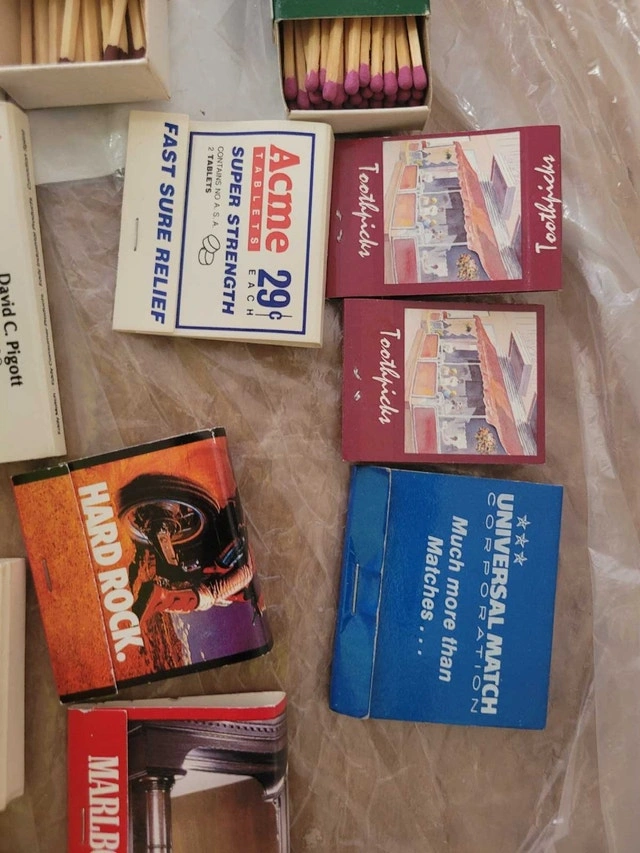 Acme
TABLETS
29¢
EACH
SUPER STRENGTH
CONTAINS NO A.S.A.
2 TABLETS
FAST SURE RELIEF
Toothpicks
Toothpicks
Toothpicks
David C. Pigott
HARD ROCK.
UNIVERSAL MATCH
CORPORATION
Much more than
Matches . . .
MARLB